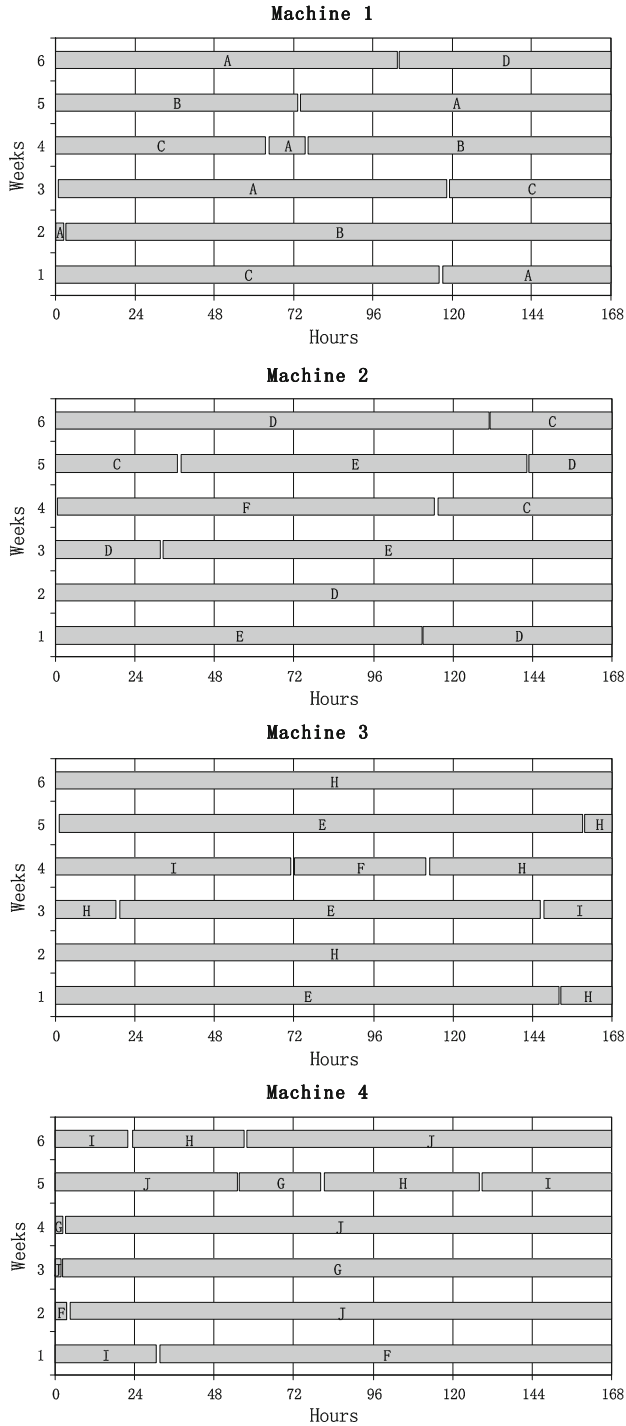 Machine 1
6 A D
5 B A
4 C A B
3 A C
2 A B
1 C A
Weeks
0 24 48 72 96 120 144 168
Hours
Machine 2
6 D C
5 C E D
4 F C
3 D E
2 D
1 E D
Weeks
0 24 48 72 96 120 144 168
Hours
Machine 3
6 H
5 E H
4 I F H
3 H E I
2 H
1 E H
Weeks
0 24 48 72 96 120 144 168
Hours
Machine 4
6 I H J
5 J G H I
4 G J
3 J G
2 F J
1 I F
Weeks
0 24 48 72 96 120 144 168
Hours